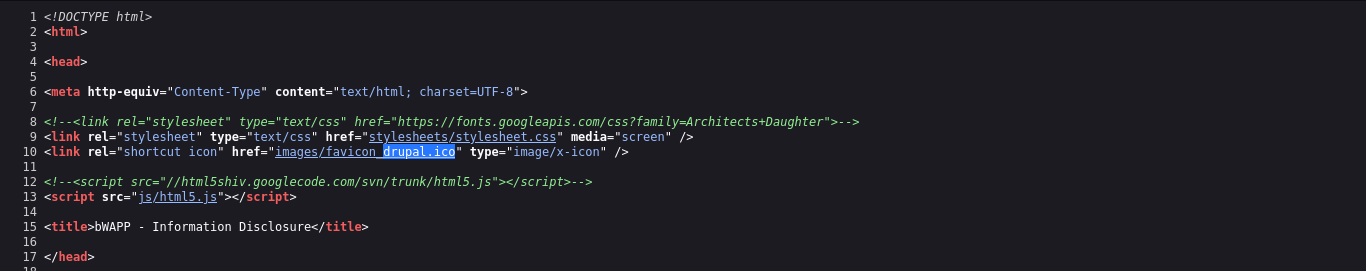 1 <!DOCTYPE html>
2 <html>
3
4 <head>
5
6 <meta http-equiv="Content-Type" content="text/html; charset=UTF-8">
7
8 <!--<link rel="stylesheet" type="text/css" href="https://fonts.googleapis.com/css?family=Architects+Daughter">-->
9 <link rel="stylesheet" type="text/css" href="stylesheets/stylesheet.css" media="screen" />
10 <link rel="shortcut icon" href="images/favicon_drupal.ico" type="image/x-icon" />
11
12 <!--<script src="//html5shiv.googlecode.com/svn/trunk/html5.js"></script>-->
13 <script src="js/html5.js"></script>
14
15 <title>bWAPP - Information Disclosure</title>
16
17 </head>
18